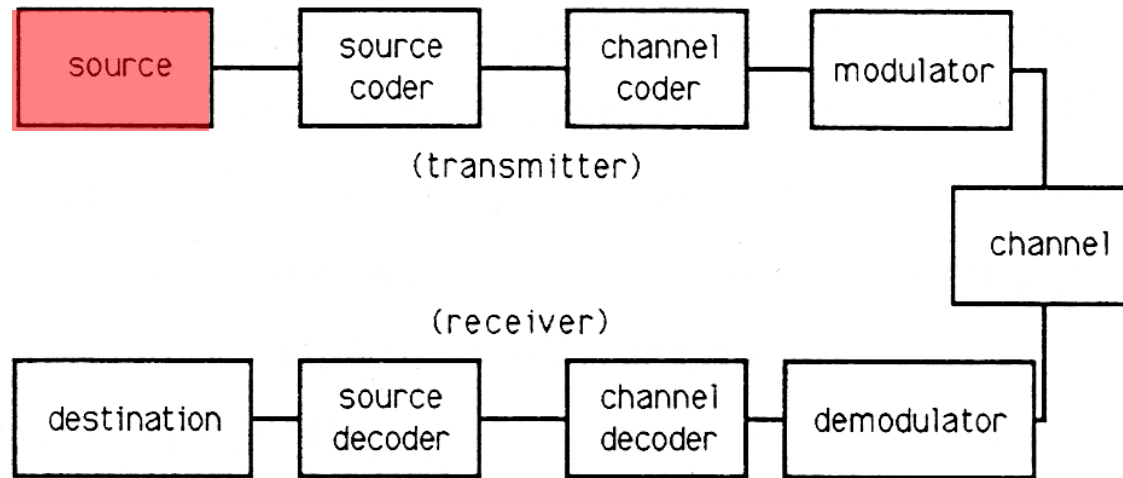 source
source
coder
channel
coder
modulator
(transmitter)
channel
(receiver)
destination
source
decoder
channel
decoder
demodulator